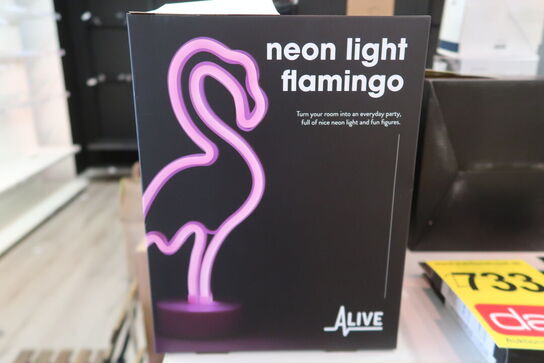 neon light
flamingo
Turn your room into an everyday party,
full of nice neon light and fun figures.
ALIVE
733